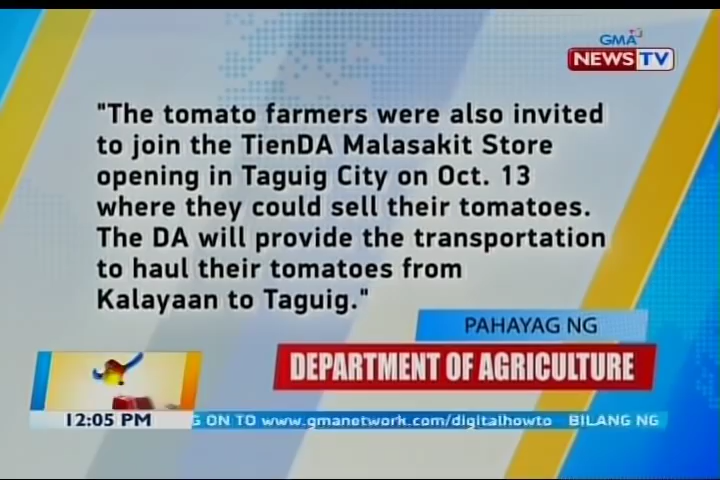 GMA
NEWS TV
"The tomato farmers were also invited
to join the TienDA Malasakit Store
opening in Taguig City on Oct. 13
where they could sell their tomatoes.
The DA will provide the transportation
to haul their tomatoes from
Kalayaan to Taguig."
PAHAYAG NG
DEPARTMENT OF AGRICULTURE
12:05 PM G ON TO www.gmanetwork.com/digitalhowto BILANG NG